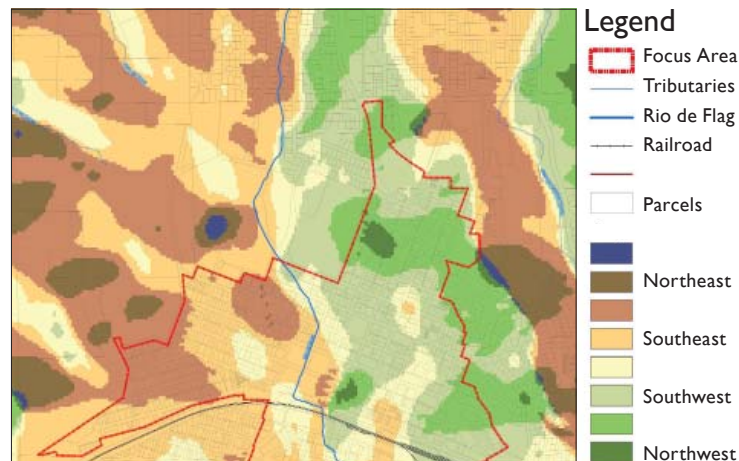 Legend
Focus Area
Tributaries
Rio de Flag
Railroad
Parcels
Northeast
Southeast
Southwest
Northwest